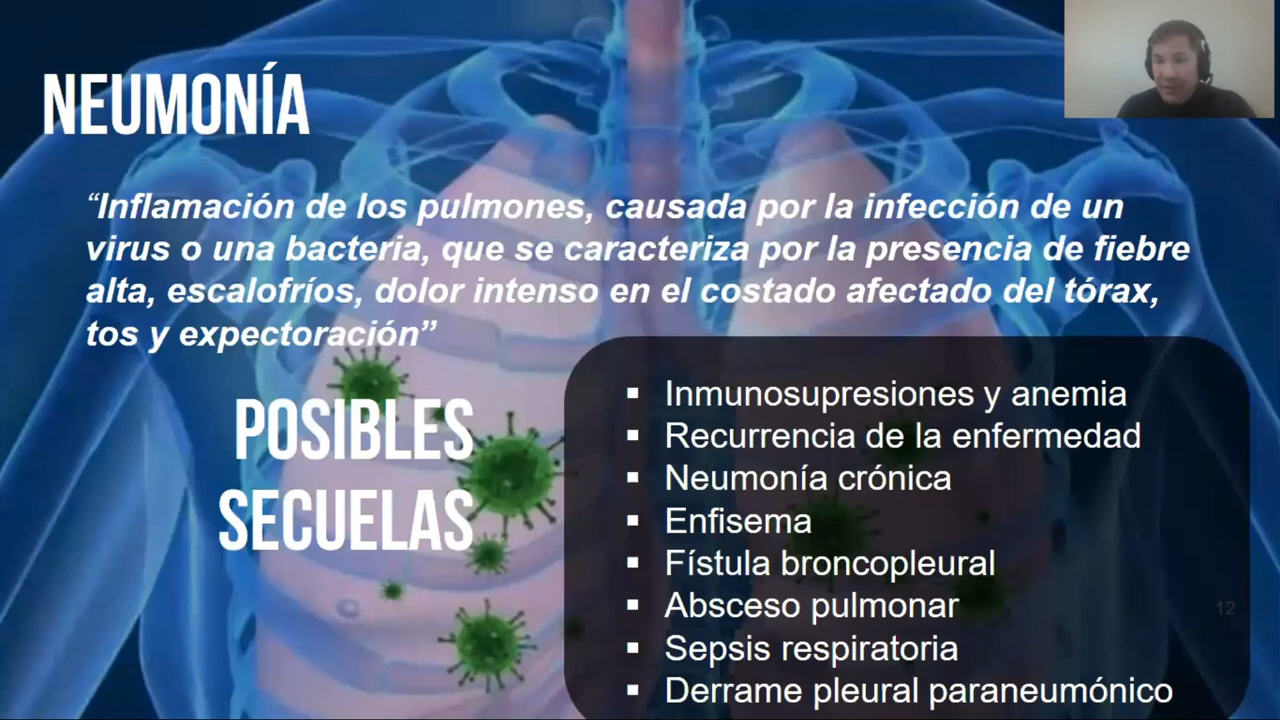 NEUMONÍA
“Inflamación de los pulmones, causada por la infección de un
virus o una bacteria, que se caracteriza por la presencia de fiebre
alta, escalofríos, dolor intenso en el costado afectado del tórax,
tos y expectoración”
POSIBLES
SECUELAS
▪ Inmunosupresiones y anemia
▪ Recurrencia de la enfermedad
▪ Neumonía crónica
▪ Enfisema
▪ Fístula broncopleural
▪ Absceso pulmonar
▪ Sepsis respiratoria
▪ Derrame pleural paraneumónico
12